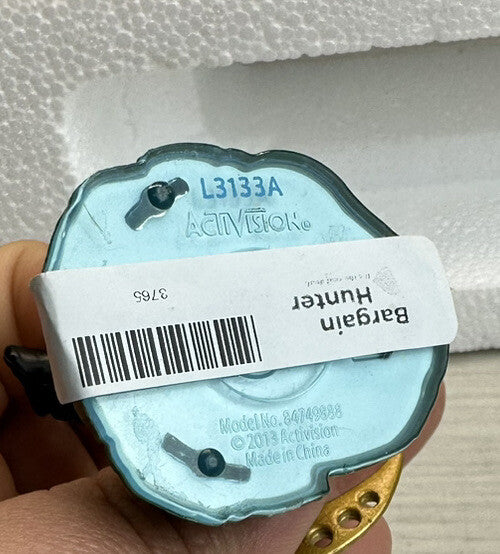 L3133A
ACTIVISION®
Bargain
Hunter
3765
Model No. 84749888
© 2013 Activision
Made in China